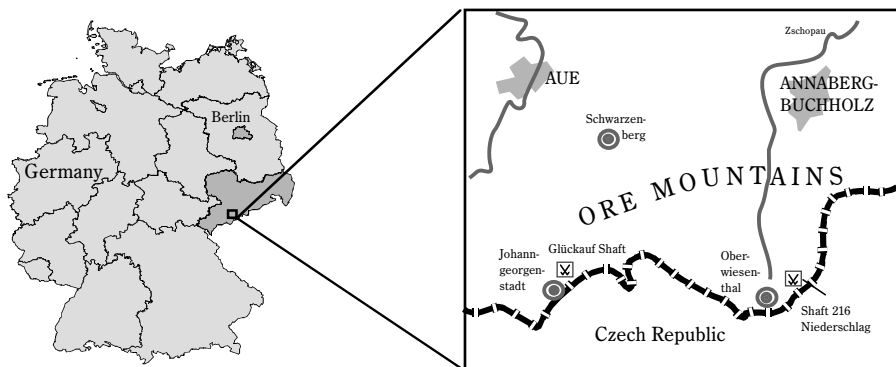 Berlin
Germany
Zschopau
AUE
ANNABERG-
BUCHHOLZ
Schwarzen-
berg
ORE MOUNTAINS
Johann-
georgen-
stadt
Glückauf Shaft
Ober-
wiesen-
thal
Shaft 216
Niederschlag
Czech Republic